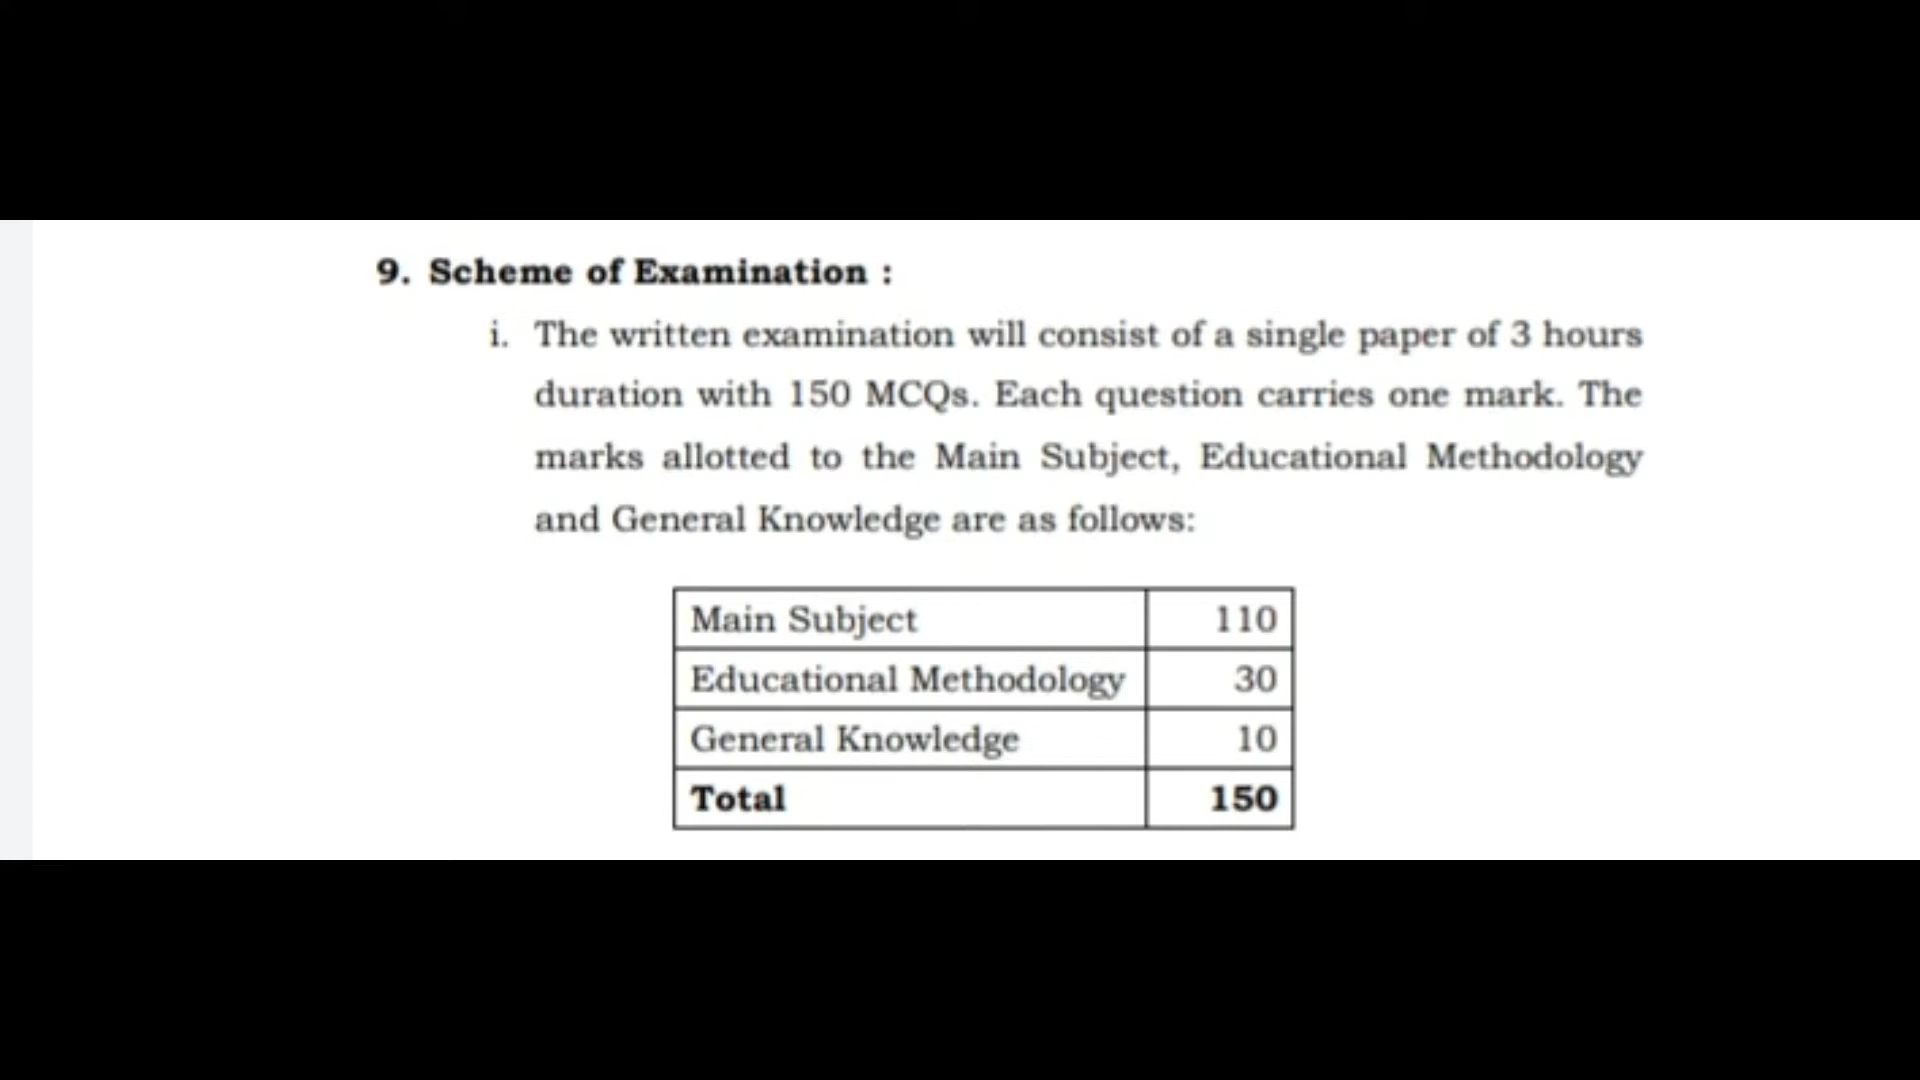 9. Scheme of Examination :
i. The written examination will consist of a single paper of 3 hours
duration with 150 MCQs. Each question carries one mark. The
marks allotted to the Main Subject, Educational Methodology
and General Knowledge are as follows:
Main Subject 110
Educational Methodology 30
General Knowledge 10
Total 150